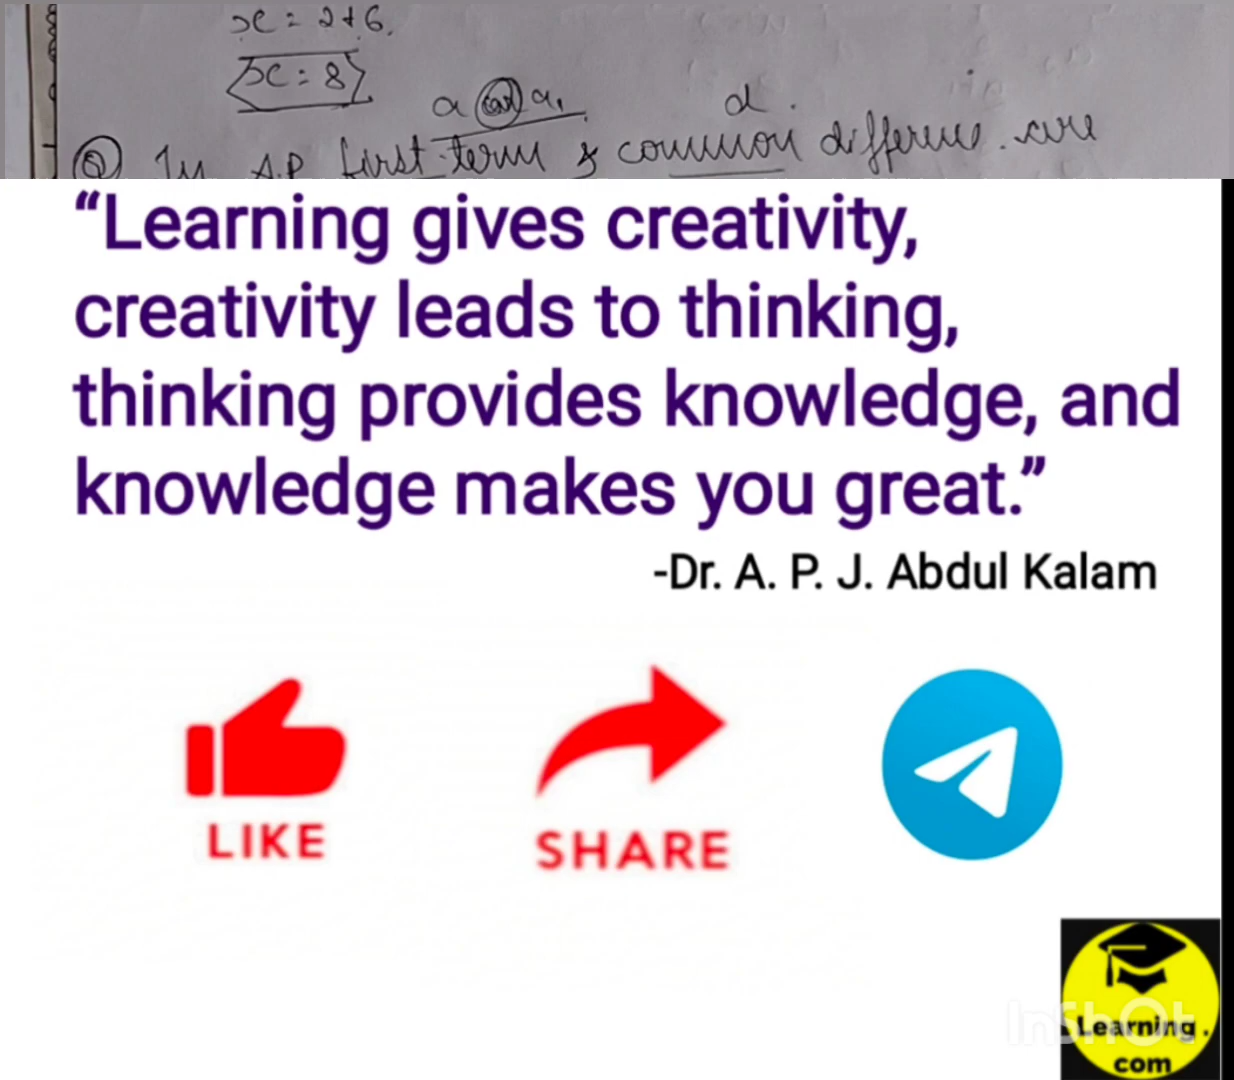 x = 2+6.
x = 8
a or a₁ d.
Q In A.P first term & common difference are
“Learning gives creativity,
creativity leads to thinking,
thinking provides knowledge, and
knowledge makes you great.”
-Dr. A. P. J. Abdul Kalam
LIKE
SHARE
InShOt
Learning .
com